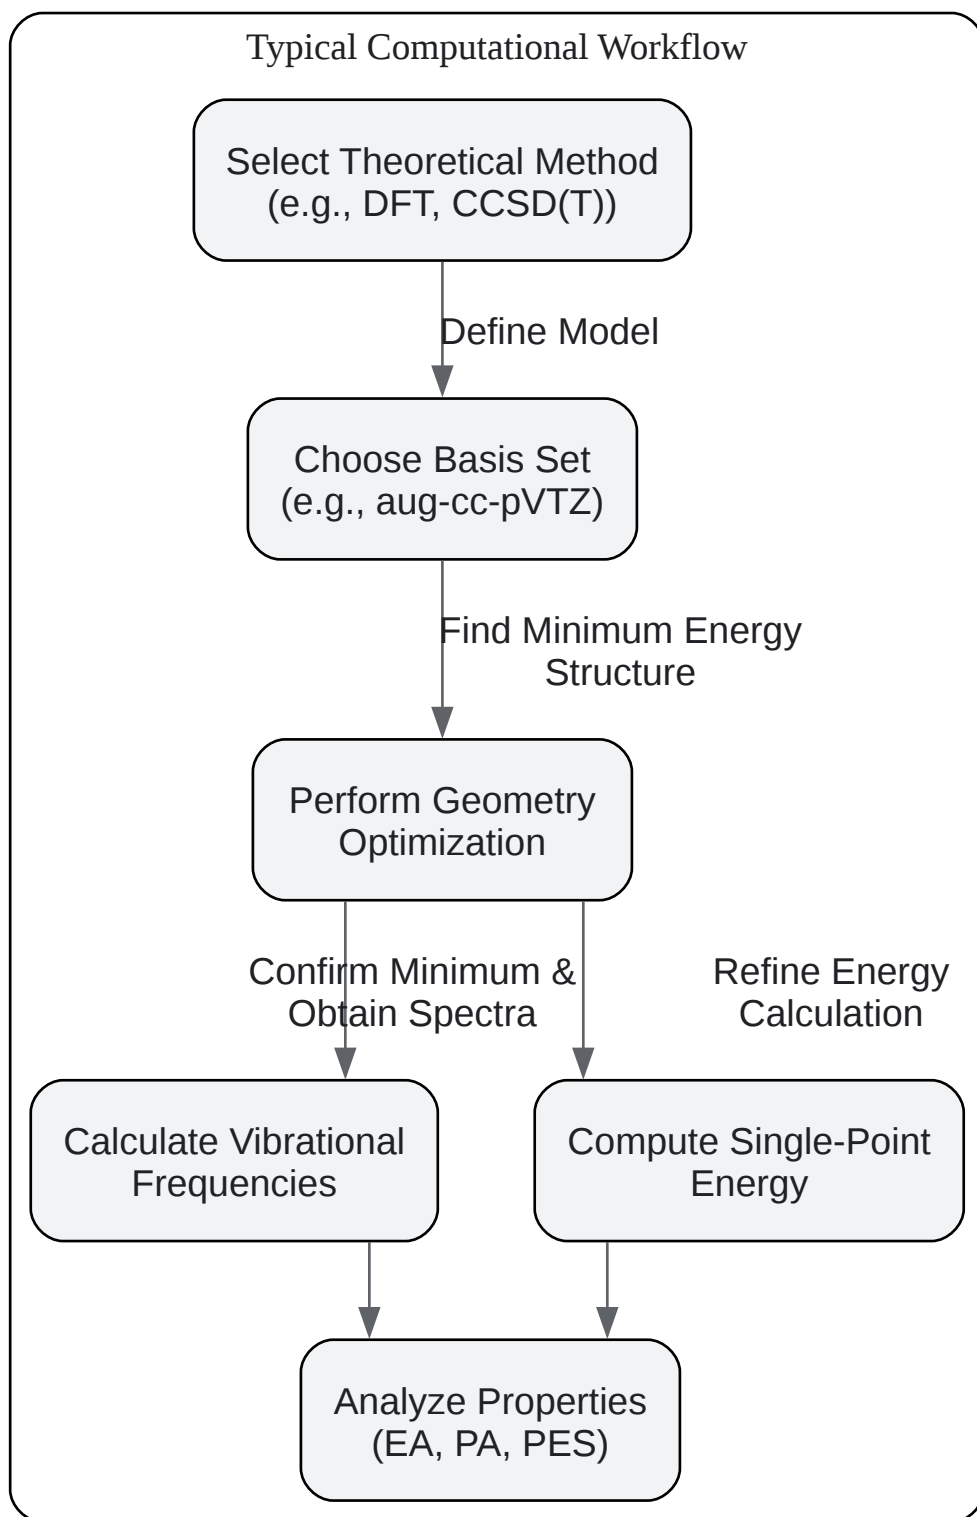 Typical Computational Workflow
Select Theoretical Method
(e.g., DFT, CCSD(T))
Define Model
Choose Basis Set
(e.g., aug-cc-pVTZ)
Find Minimum Energy
Structure
Perform Geometry
Optimization
Confirm Minimum &
Obtain Spectra
Refine Energy
Calculation
Calculate Vibrational
Frequencies
Compute Single-Point
Energy
Analyze Properties
(EA, PA, PES)